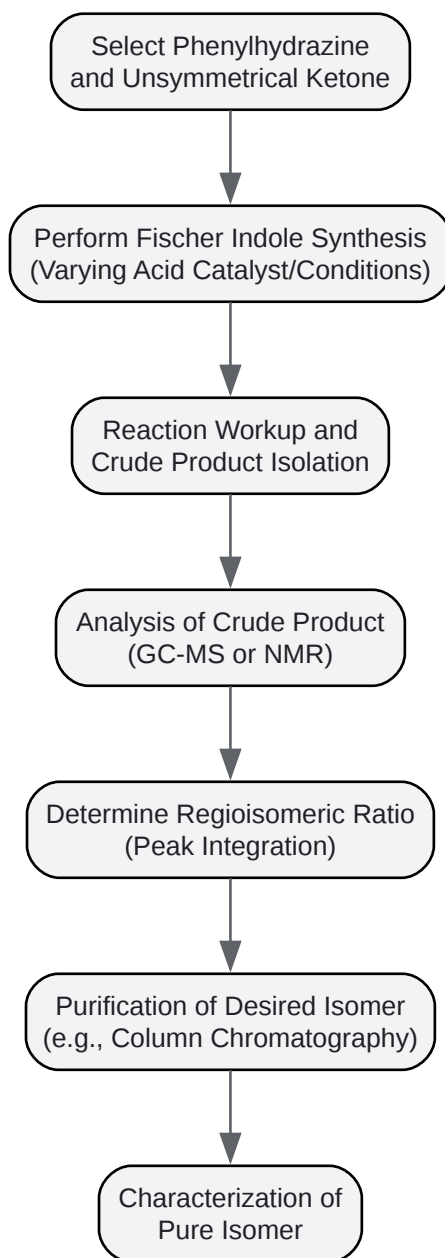 Select Phenylhydrazine
and Unsymmetrical Ketone
Perform Fischer Indole Synthesis
(Varying Acid Catalyst/Conditions)
Reaction Workup and
Crude Product Isolation
Analysis of Crude Product
(GC-MS or NMR)
Determine Regioisomeric Ratio
(Peak Integration)
Purification of Desired Isomer
(e.g., Column Chromatography)
Characterization of
Pure Isomer